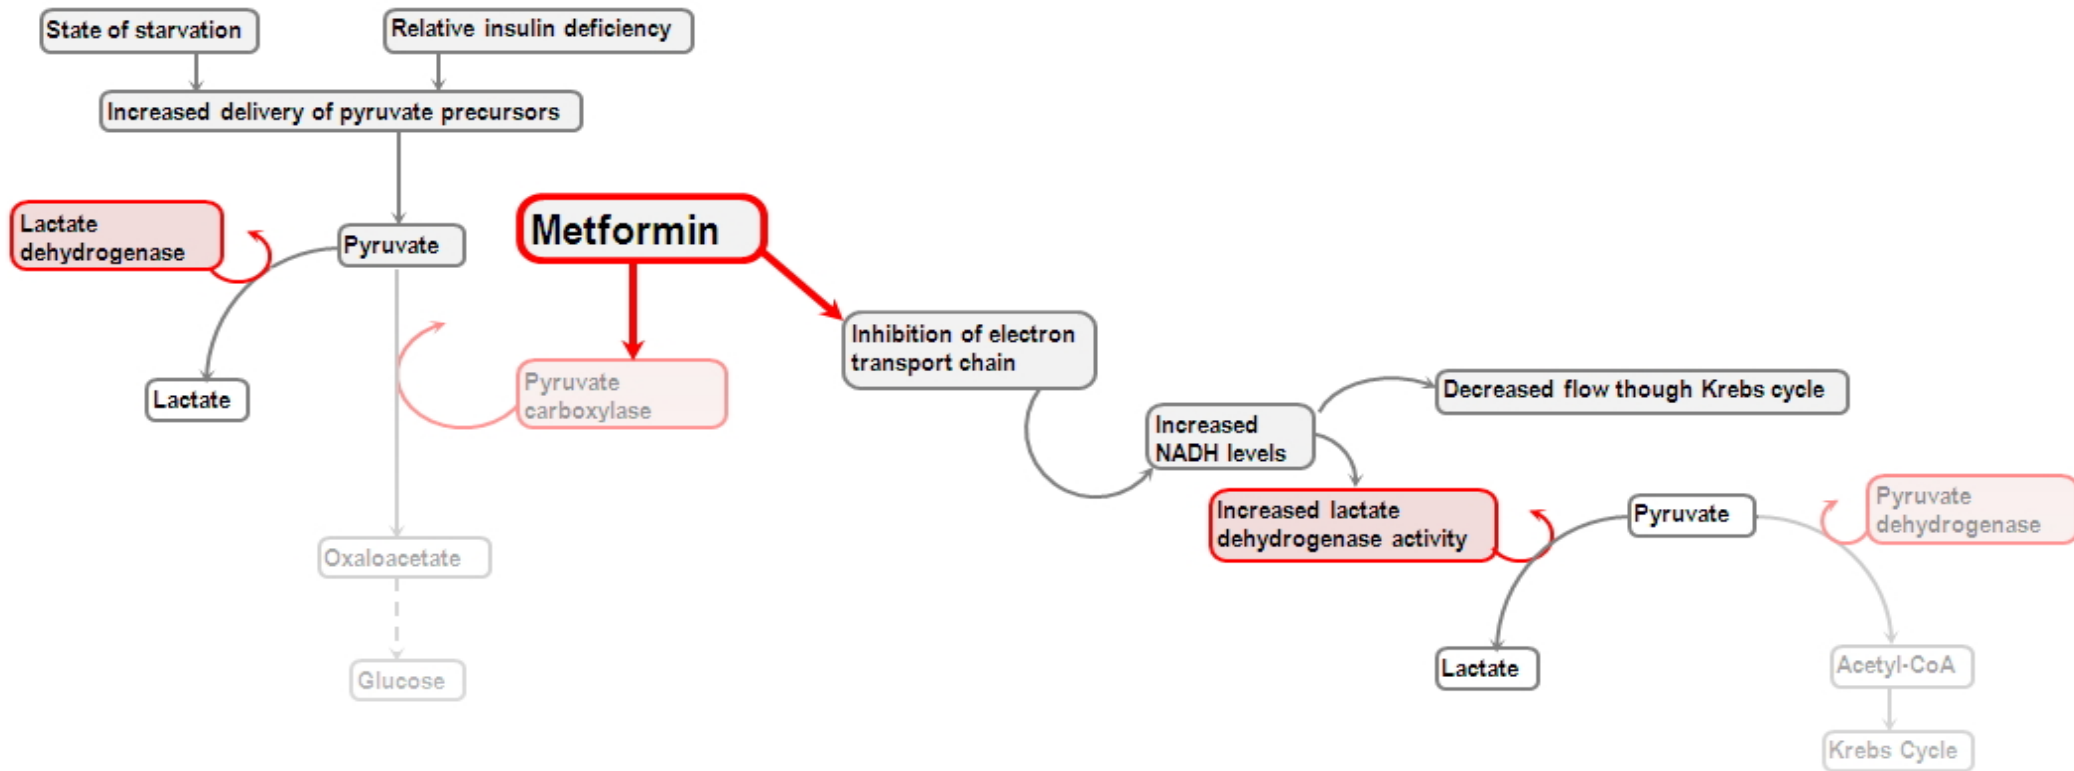 State of starvation
Relative insulin deficiency
Increased delivery of pyruvate precursors
Lactate
dehydrogenase
Pyruvate
Metformin
Lactate
Pyruvate
carboxylase
Inhibition of electron
transport chain
Decreased flow though Krebs cycle
Increased
NADH levels
Increased lactate
dehydrogenase activity
Pyruvate
Pyruvate
dehydrogenase
Oxaloacetate
Glucose
Lactate
Acetyl-CoA
Krebs Cycle